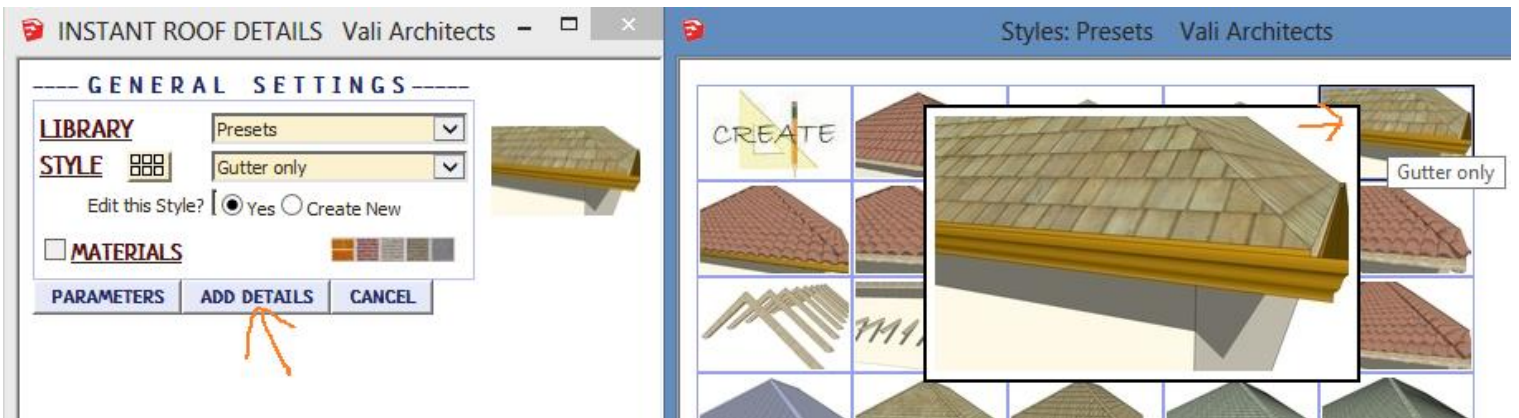 INSTANT ROOF DETAILS Vali Architects
---- GENERAL SETTINGS-----
LIBRARY Presets
STYLE Gutter only
Edit this Style? Yes Create New
MATERIALS
PARAMETERS ADD DETAILS CANCEL
Styles: Presets Vali Architects
CREATE
Gutter only